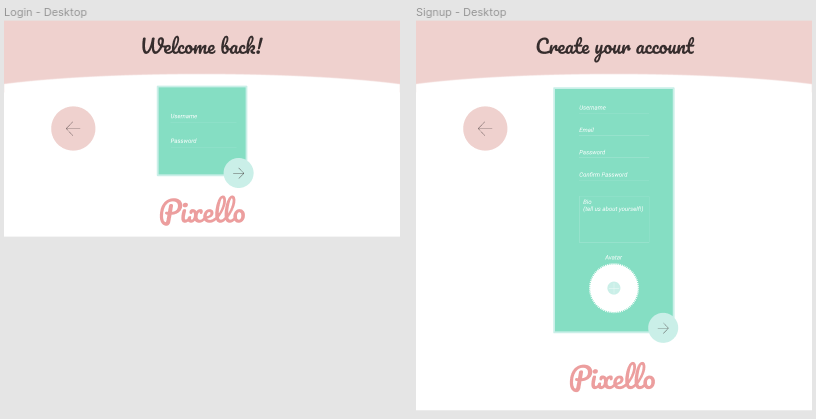 Login - Desktop
Welcome back!
Username
Password
Pixello
Signup - Desktop
Create your account
Username
Email
Password
Confirm Password
Bio
(tell us about yourself!)
Avatar
Pixello